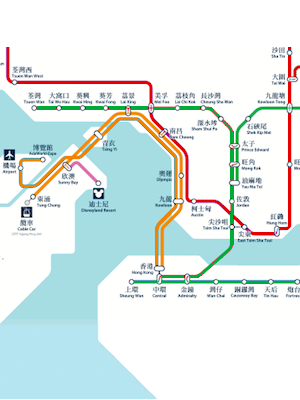 沙田
Sha Tin
荃灣西
Tsuen Wan West
大圍
Tai Wai
荃灣
Tsuen Wan
大窩口
Tai Wo Hau
葵興
Kwai Hing
葵芳
Kwai Fong
荔景
Lai King
美孚
Mei Foo
荔枝角
Lai Chi Kok
長沙灣
Cheung Sha Wan
九龍塘
Kowloon Tong
深水埗
Sham Shui Po
石硤尾
Shek Kip Mei
南昌
Nam Cheong
青衣
Tsing Yi
太子
Prince Edward
博覽館
AsiaWorld-Expo
機場
Airport
欣澳
Sunny Bay
奧運
Olympic
旺角
Mong Kok
油麻地
Yau Ma Tei
東涌
Tung Chung
迪士尼
Disneyland Resort
九龍
Kowloon
柯士甸
Austin
佐敦
Jordan
纜車
Cable Car
尖沙咀
Tsim Sha Tsui
紅磡
Hung Hom
尖東
East Tsim Sha Tsui
香港
Hong Kong
上環
Sheung Wan
中環
Central
金鐘
Admiralty
灣仔
Wan Chai
銅鑼灣
Causeway Bay
天后
Tin Hau
炮台
Fortress